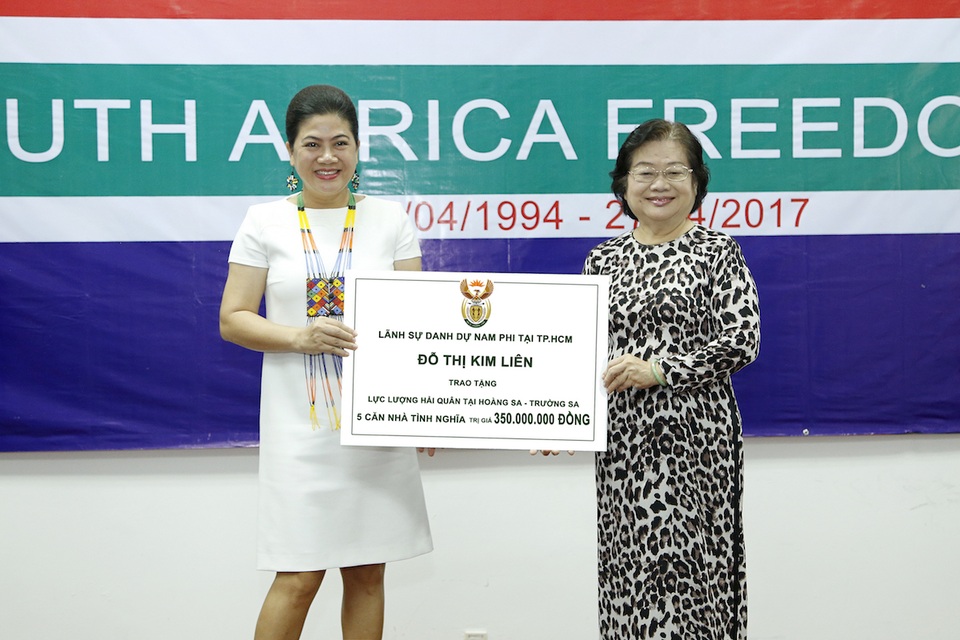 UTH AFRICA FREEDO
/04/1994 - 2 /04/2017
LÃNH SỰ DANH DỰ NAM PHI TẠI TP.HCM
ĐỖ THỊ KIM LIÊN
TRAO TẶNG
LỰC LƯỢNG HẢI QUÂN TẠI HOÀNG SA - TRƯỜNG SA
5 CĂN NHÀ TÌNH NGHĨA TRỊ GIÁ 350.000.000 ĐỒNG